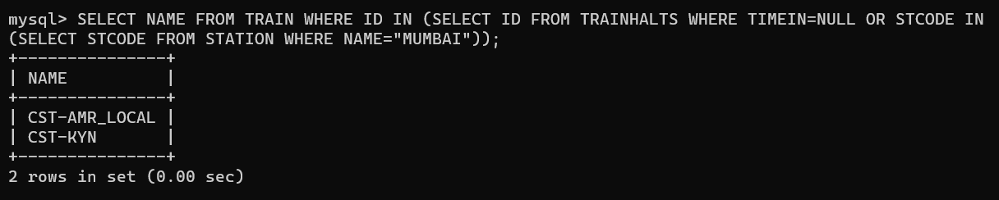 mysql> SELECT NAME FROM TRAIN WHERE ID IN (SELECT ID FROM TRAINHALTS WHERE TIMEIN=NULL OR STCODE IN
(SELECT STCODE FROM STATION WHERE NAME="MUMBAI"));
+---------------+
| NAME          |
+---------------+
| CST-AMR_LOCAL |
| CST-KYN       |
+---------------+
2 rows in set (0.00 sec)